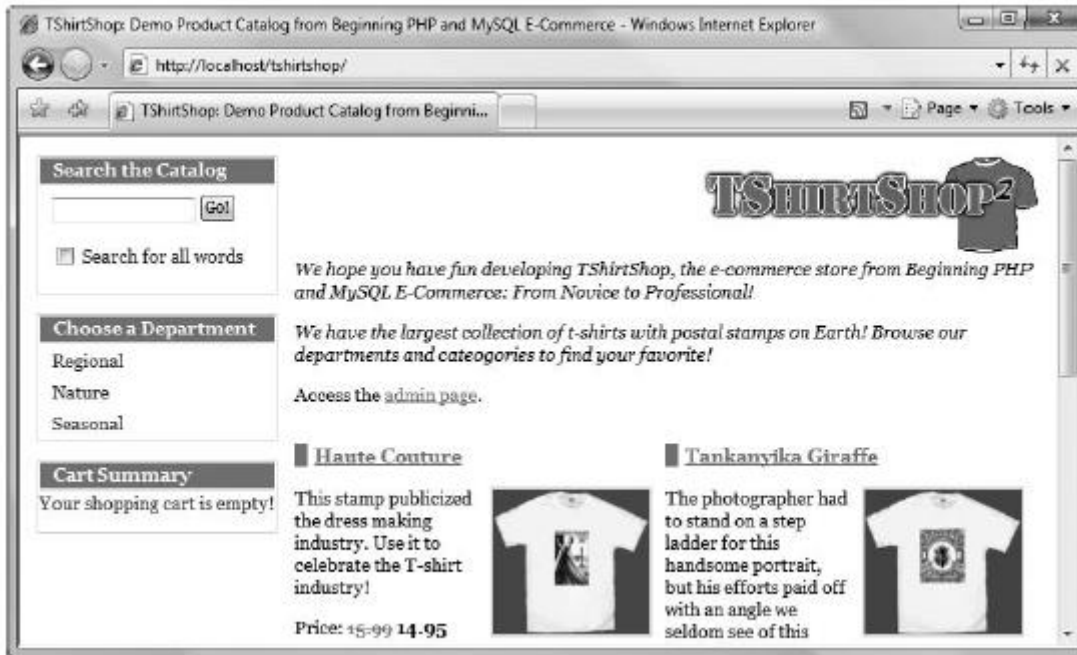 TShirtShop: Demo Product Catalog from Beginning PHP and MySQL E-Commerce - Windows Internet Explorer
http://localhost/tshirtshop/
TShirtShop: Demo Product Catalog from Beginni...
Page
Tools
Search the Catalog
Go!
Search for all words
Choose a Department
Regional
Nature
Seasonal
Cart Summary
Your shopping cart is empty!
TSHIRTSHOP2
We hope you have fun developing TShirtShop, the e-commerce store from Beginning PHP
and MySQL E-Commerce: From Novice to Professional!
We have the largest collection of t-shirts with postal stamps on Earth! Browse our
departments and cateogories to find your favorite!
Access the admin page.
Haute Couture
This stamp publicized
the dress making
industry. Use it to
celebrate the T-shirt
industry!
Price: 15.99 14.95
Tankanyika Giraffe
The photographer had
to stand on a step
ladder for this
handsome portrait,
but his efforts paid off
with an angle we
seldom see of this